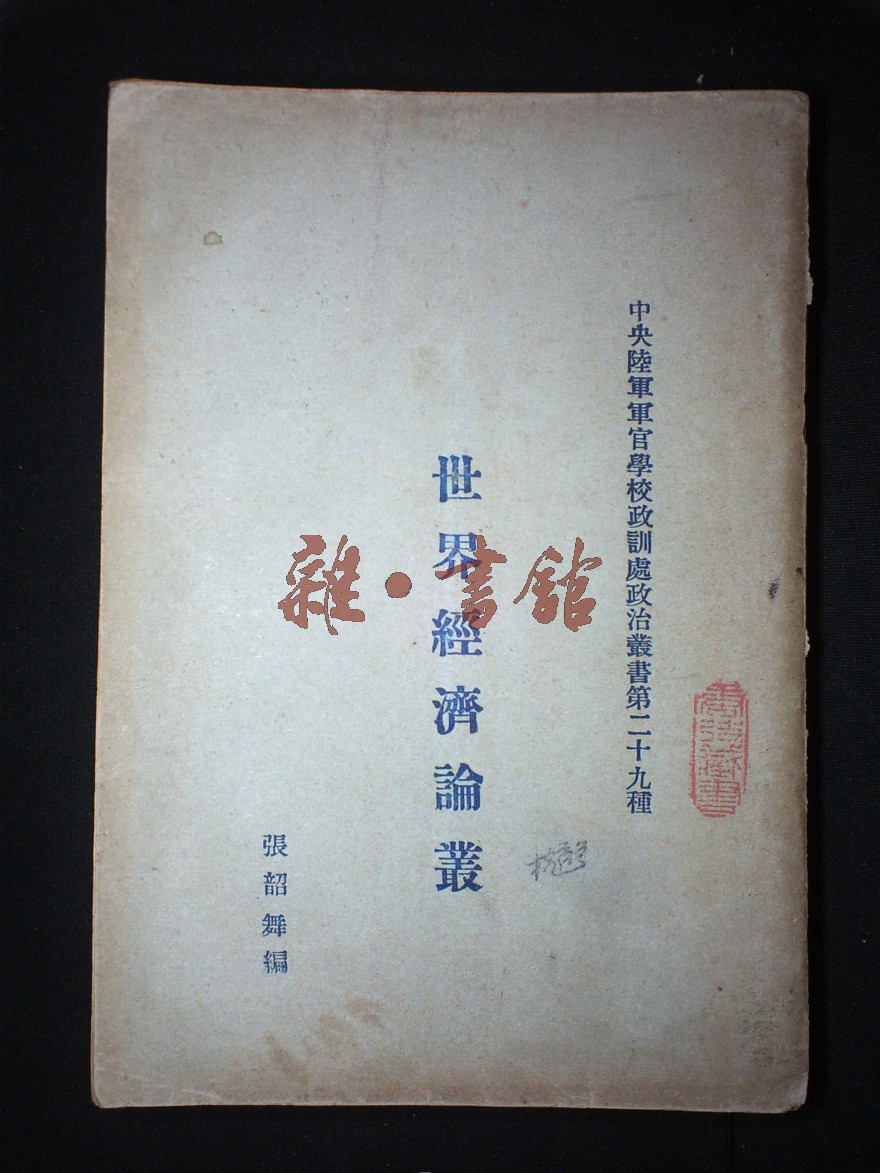 中央陸軍軍官學校政訓處政治叢書第二十九種
世界經濟論叢
張韶舞編
雜·書館